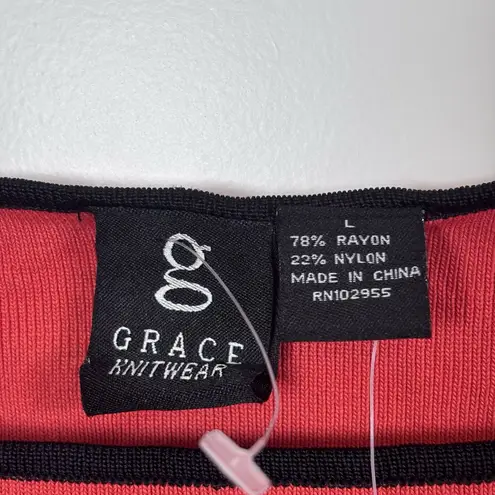 g
GRACE
KNITWEAR
L
78% RAYON
22% NYLON
MADE IN CHINA
RN102955